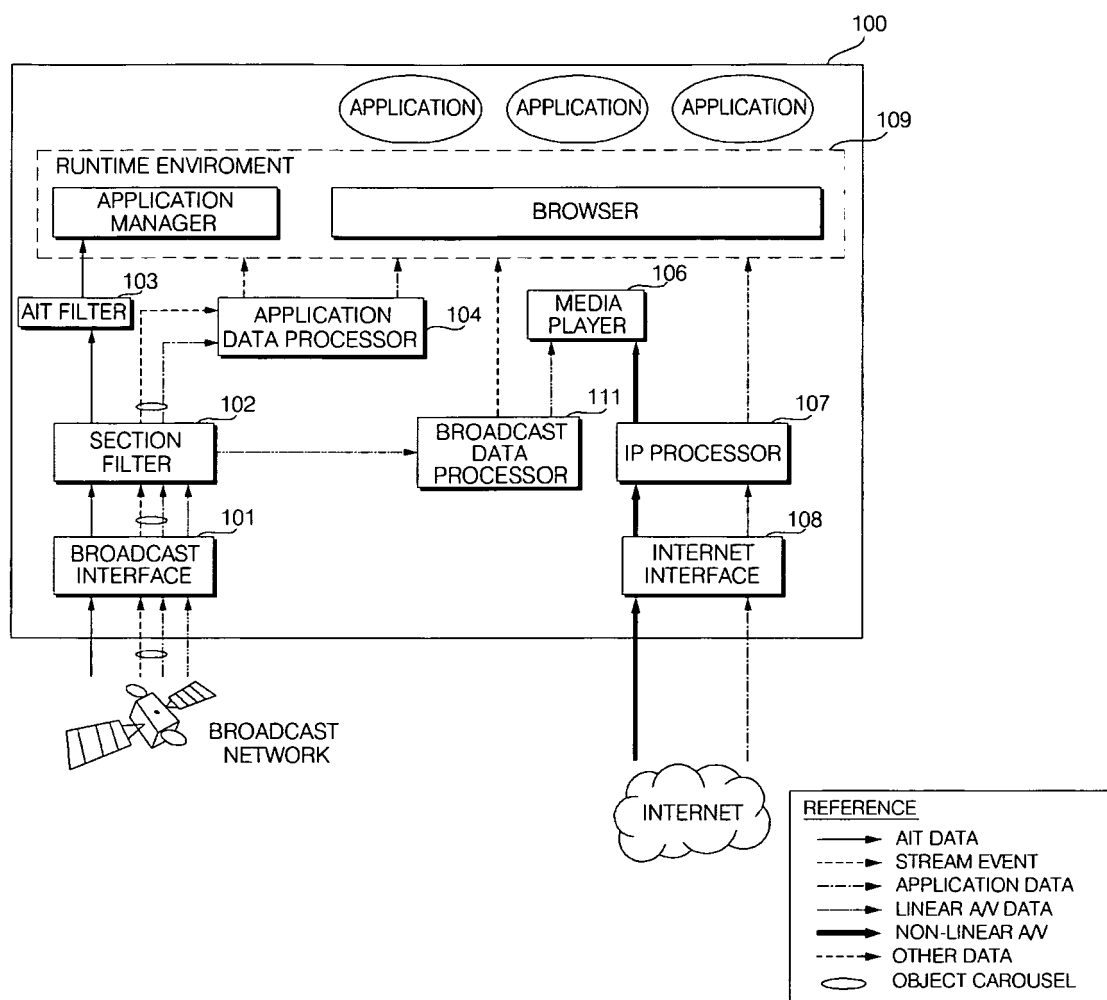 100
APPLICATION
APPLICATION
APPLICATION
109
RUNTIME ENVIROMENT
APPLICATION
MANAGER
BROWSER
103
AIT FILTER
APPLICATION
DATA PROCESSOR
104
106
MEDIA
PLAYER
102
SECTION
FILTER
111
BROADCAST
DATA
PROCESSOR
107
IP PROCESSOR
101
BROADCAST
INTERFACE
108
INTERNET
INTERFACE
BROADCAST
NETWORK
INTERNET
REFERENCE
AIT DATA
STREAM EVENT
APPLICATION DATA
LINEAR A/V DATA
NON-LINEAR A/V
OTHER DATA
OBJECT CAROUSEL